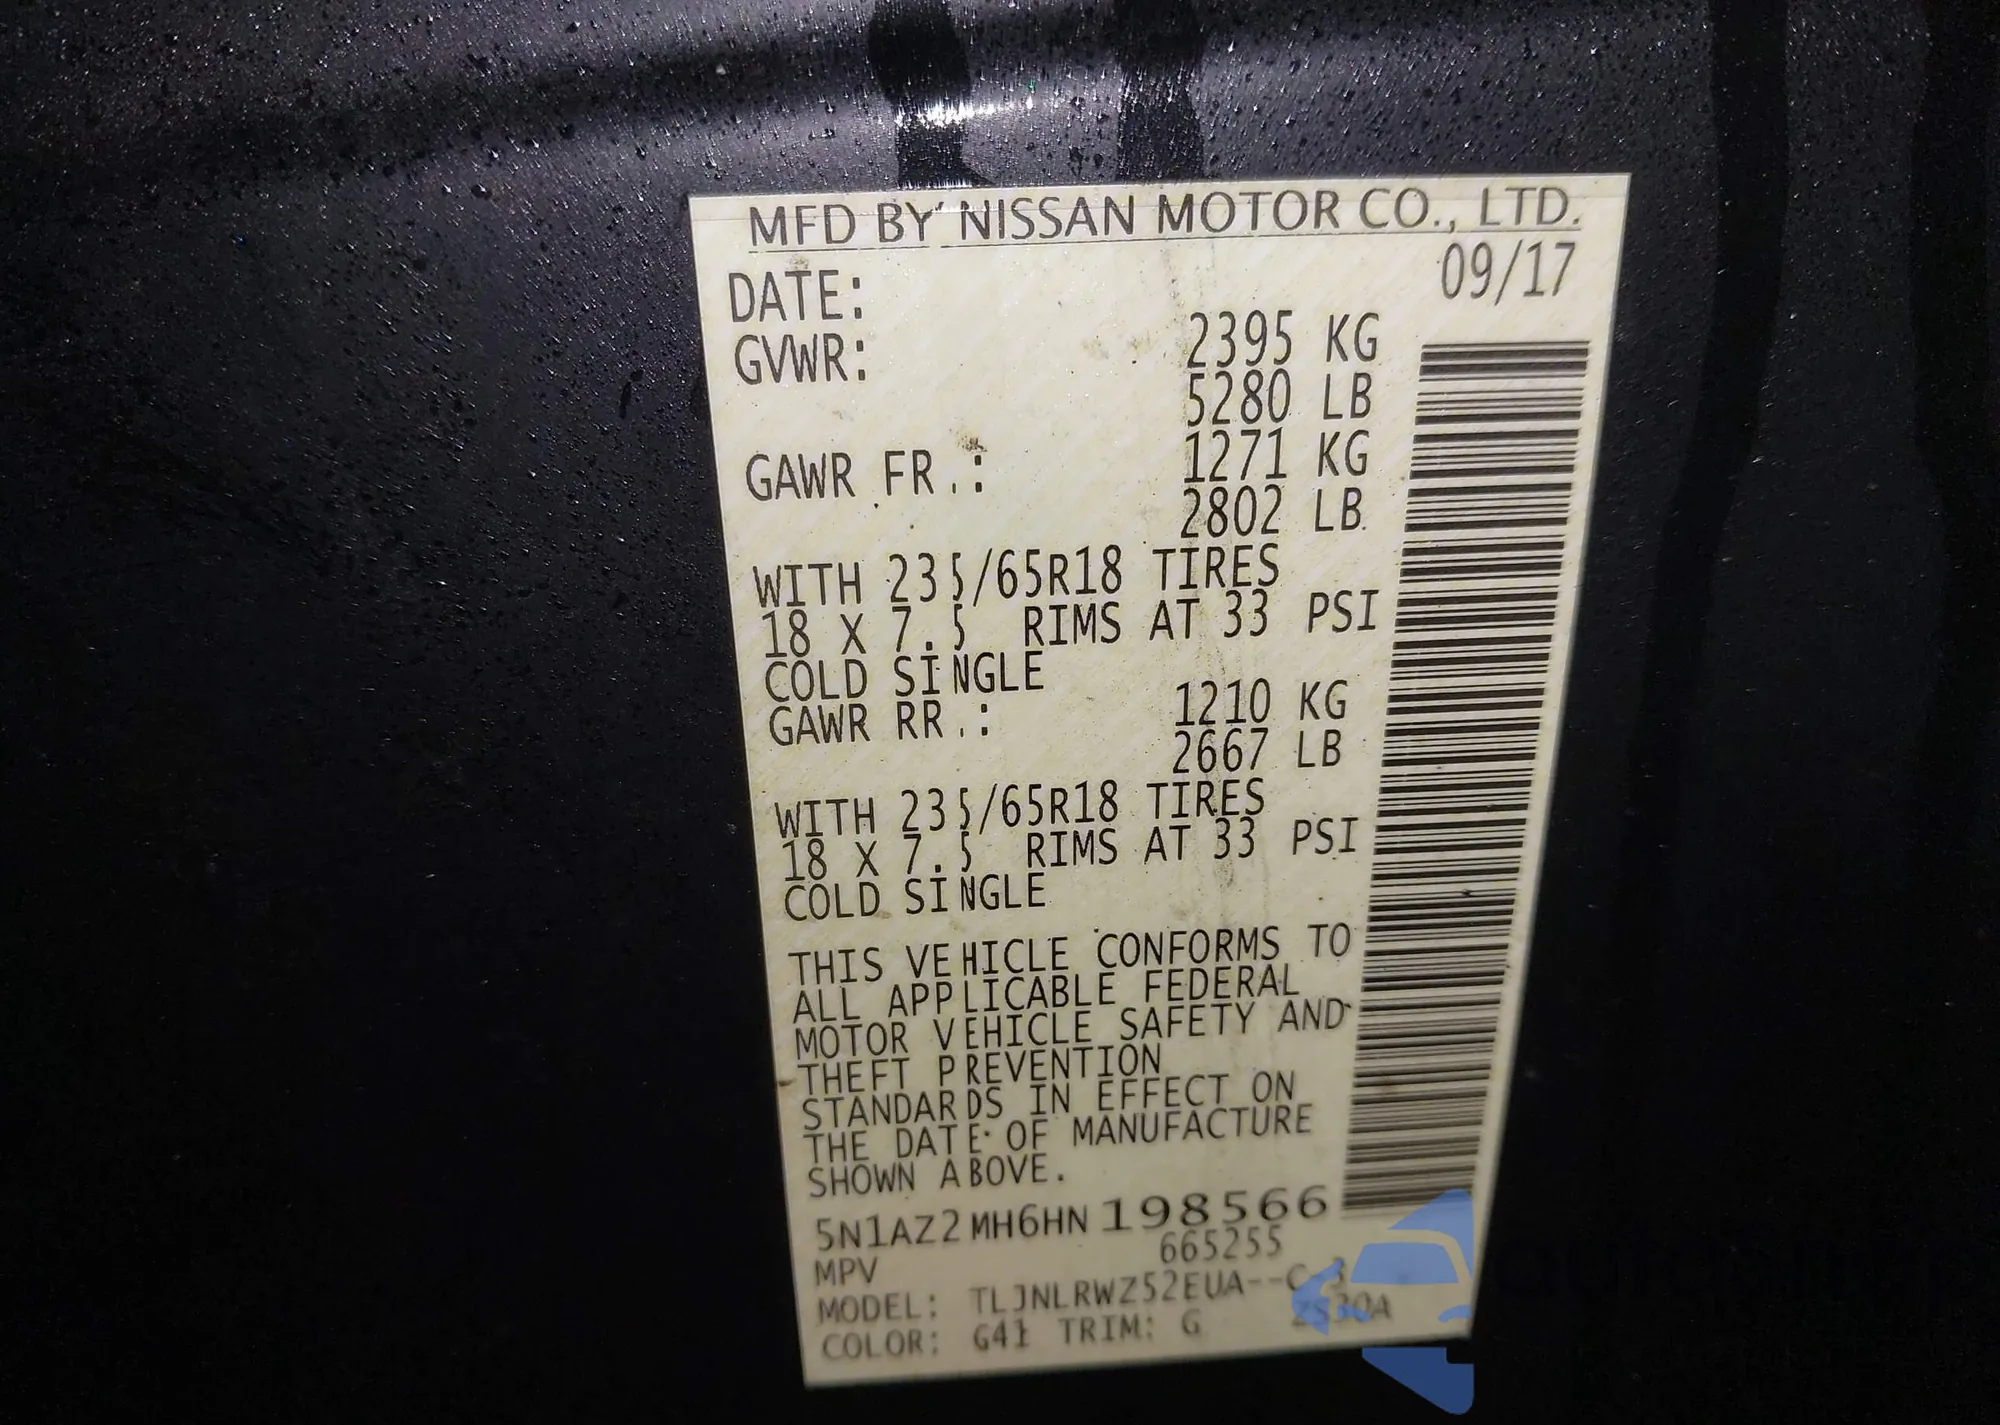 MFD BY NISSAN MOTOR CO., LTD.
DATE: 09/17
GVWR: 2395 KG
5280 LB
GAWR FR.: 1271 KG
2802 LB
WITH 235/65R18 TIRES
18 X 7.5 RIMS AT 33 PSI
COLD SINGLE
GAWR RR.: 1210 KG
2667 LB
WITH 235/65R18 TIRES
18 X 7.5 RIMS AT 33 PSI
COLD SINGLE
THIS VEHICLE CONFORMS TO
ALL APPLICABLE FEDERAL
MOTOR VEHICLE SAFETY AND
THEFT PREVENTION
STANDARDS IN EFFECT ON
THE DATE OF MANUFACTURE
SHOWN ABOVE.
5N1AZ2MH6HN198566
MPV 665255
MODEL: TLJNLRWZ52EUA--C-3
COLOR: G41 TRIM: G ZS30A